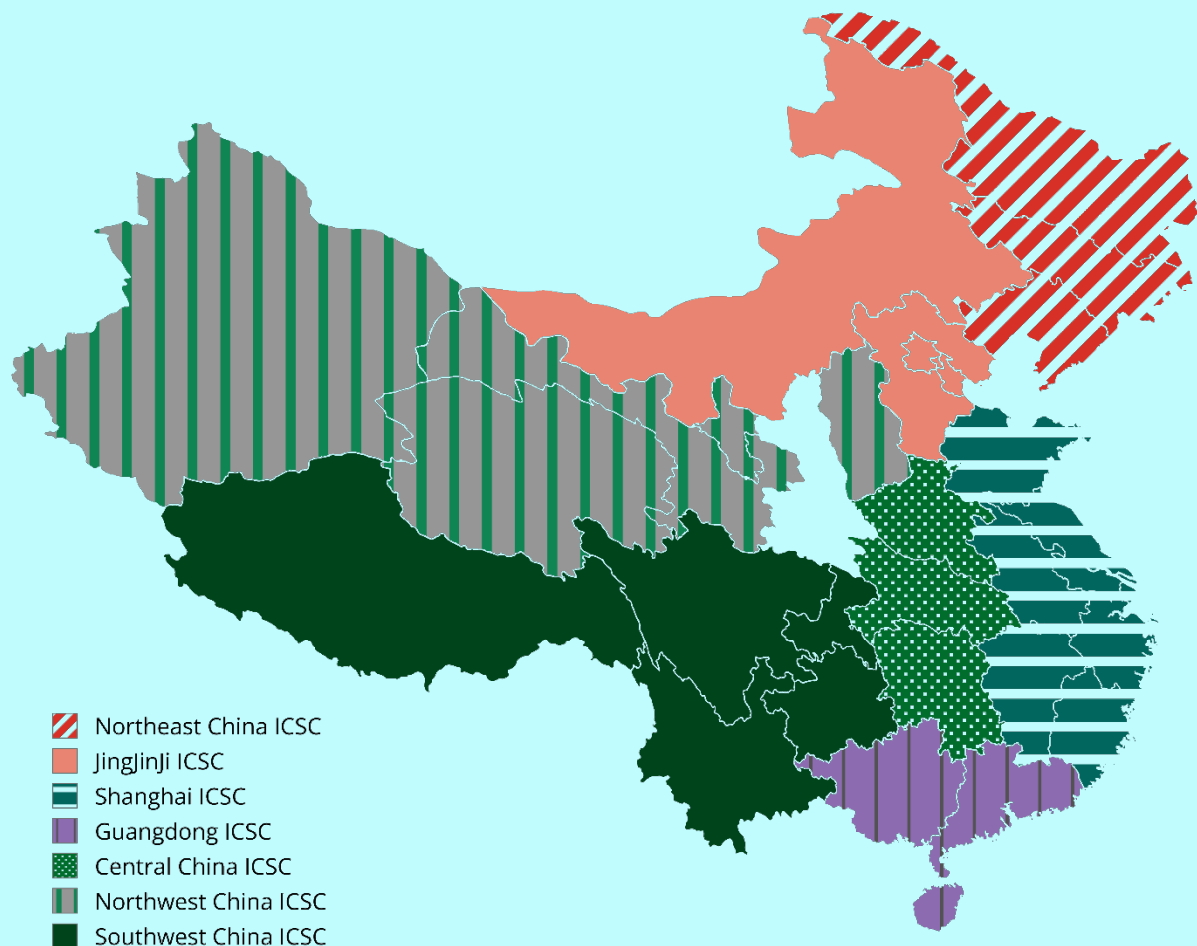 Northeast China ICSC
JingJinJi ICSC
Shanghai ICSC
Guangdong ICSC
Central China ICSC
Northwest China ICSC
Southwest China ICSC